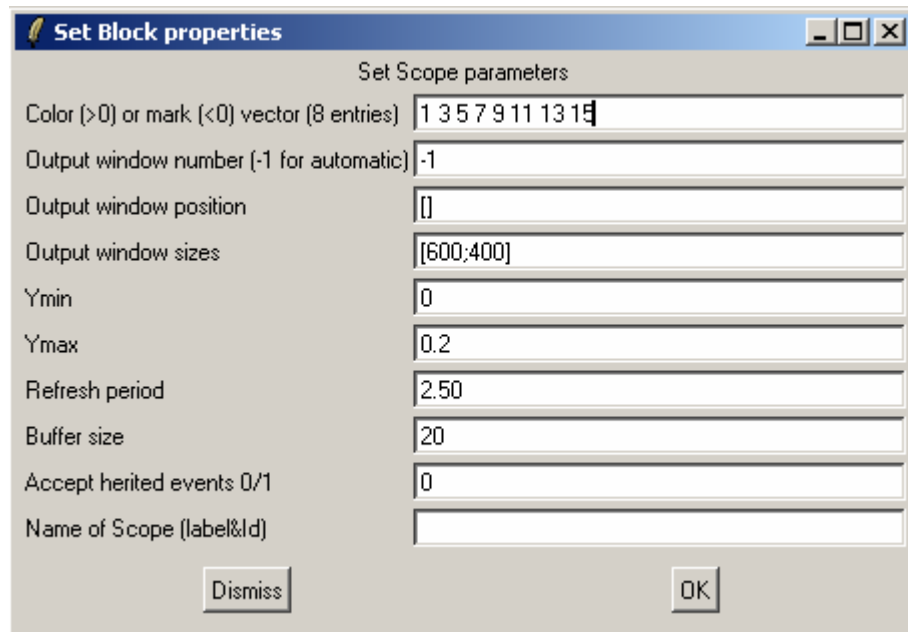 Set Block properties
Set Scope parameters
Color (>0) or mark (<0) vector (8 entries) 1 3 5 7 9 11 13 15
Output window number (-1 for automatic) -1
Output window position []
Output window sizes [600;400]
Ymin 0
Ymax 0.2
Refresh period 2.50
Buffer size 20
Accept herited events 0/1 0
Name of Scope (label&Id)
Dismiss OK